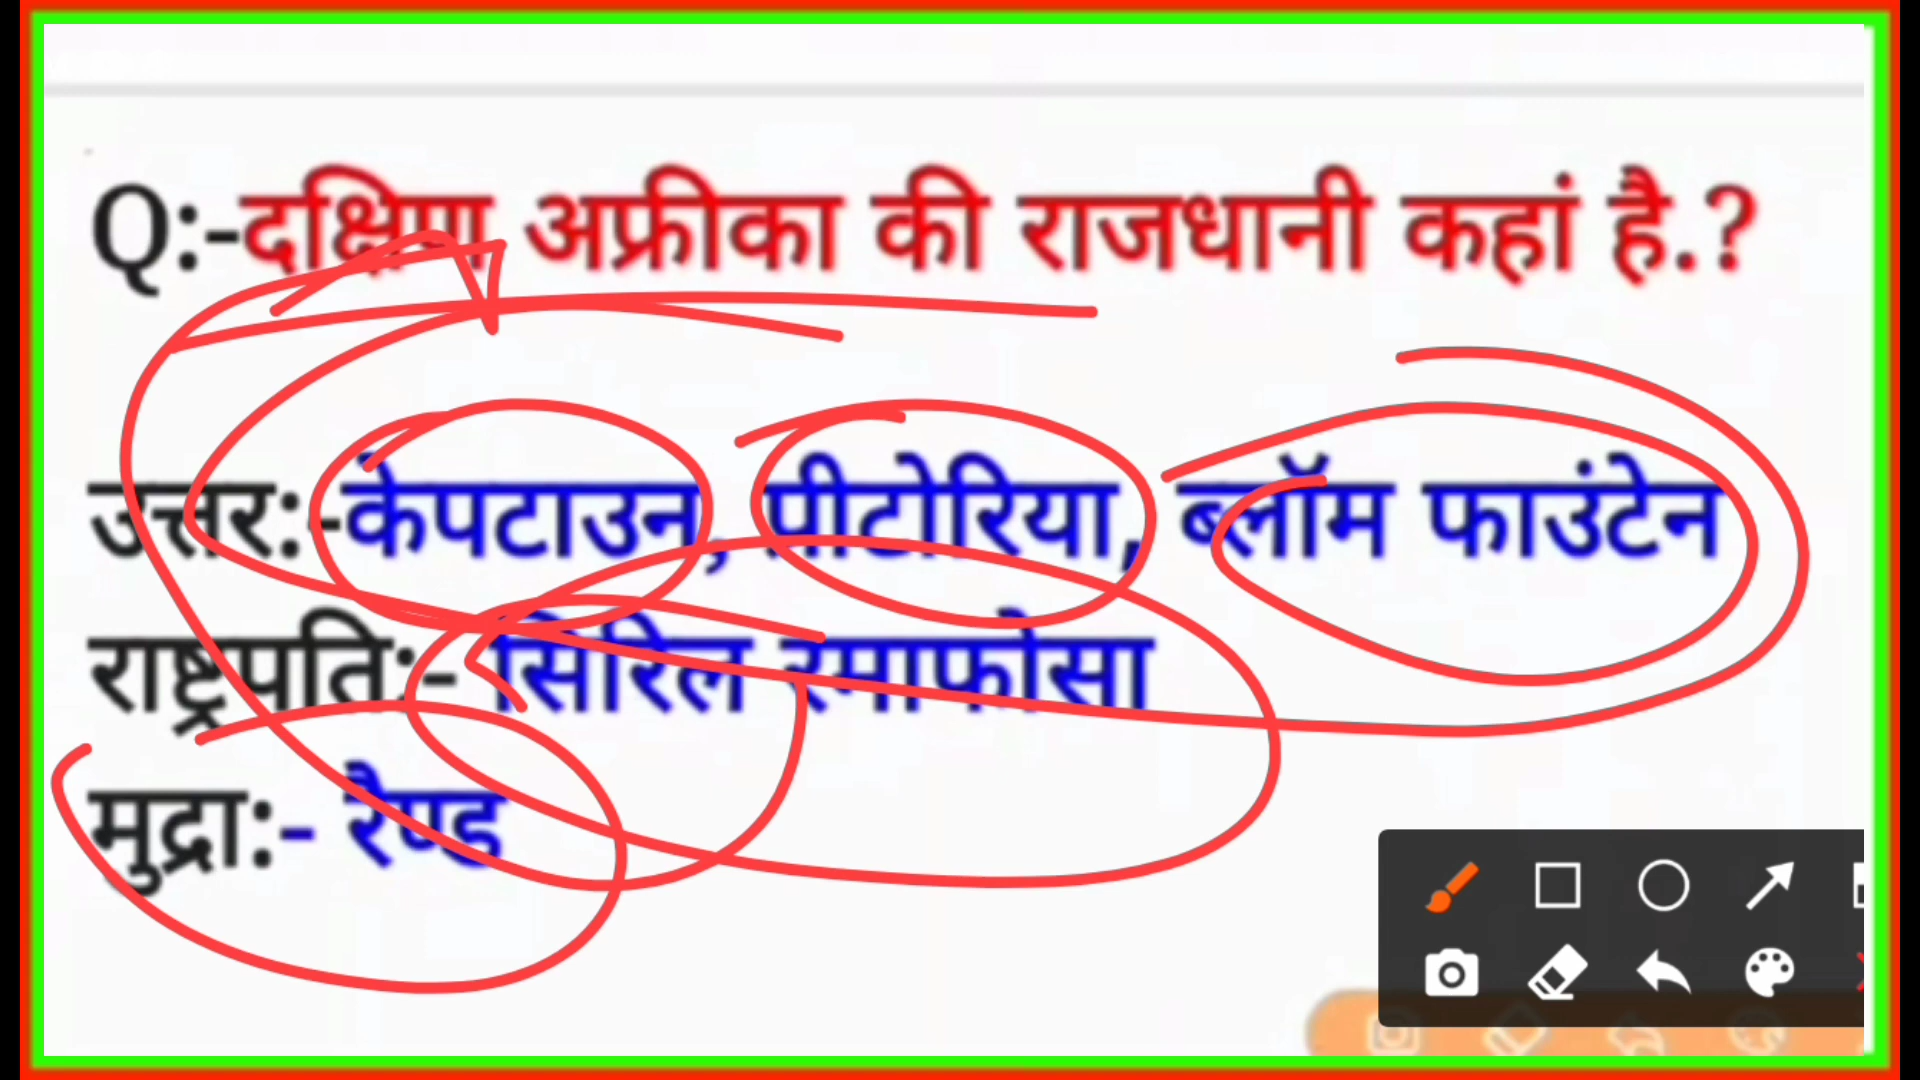 Q:-दक्षिण अफ्रीका की राजधानी कहां है.?
उत्तर:-केपटाउन, पीटोरिया, ब्लॉम फाउंटेन
राष्ट्रपति:- सिरिल रमाफोसा
मुद्रा:- रैण्ड